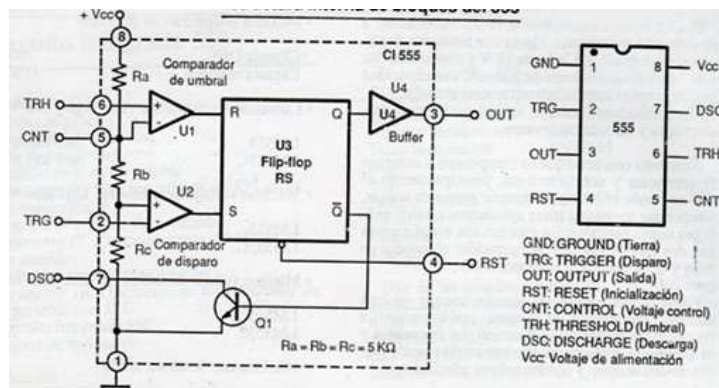 + Vcc
8
CI 555
Ra
Comparador
de umbral
TRH
6
+
-
U1
CNT
5
R
Q
U4
U4
Buffer
3
OUT
U3
Flip-flop
RS
Rb
U2
+
-
TRG
2
S
Q
Comparador
de disparo
Rc
DSC
7
4
RST
Q1
Ra = Rb = Rc = 5 KΩ
1
GND
1
8
Vcc
TRG
2
7
DSC
555
OUT
3
6
TRH
RST
4
5
CNT
GND: GROUND (Tierra)
TRG: TRIGGER (Disparo)
OUT: OUTPUT (Salida)
RST: RESET (Inicialización)
CNT: CONTROL (Voltaje control)
TRH: THRESHOLD (Umbral)
DSC: DISCHARGE (Descarga)
Vcc: Voltaje de alimentación